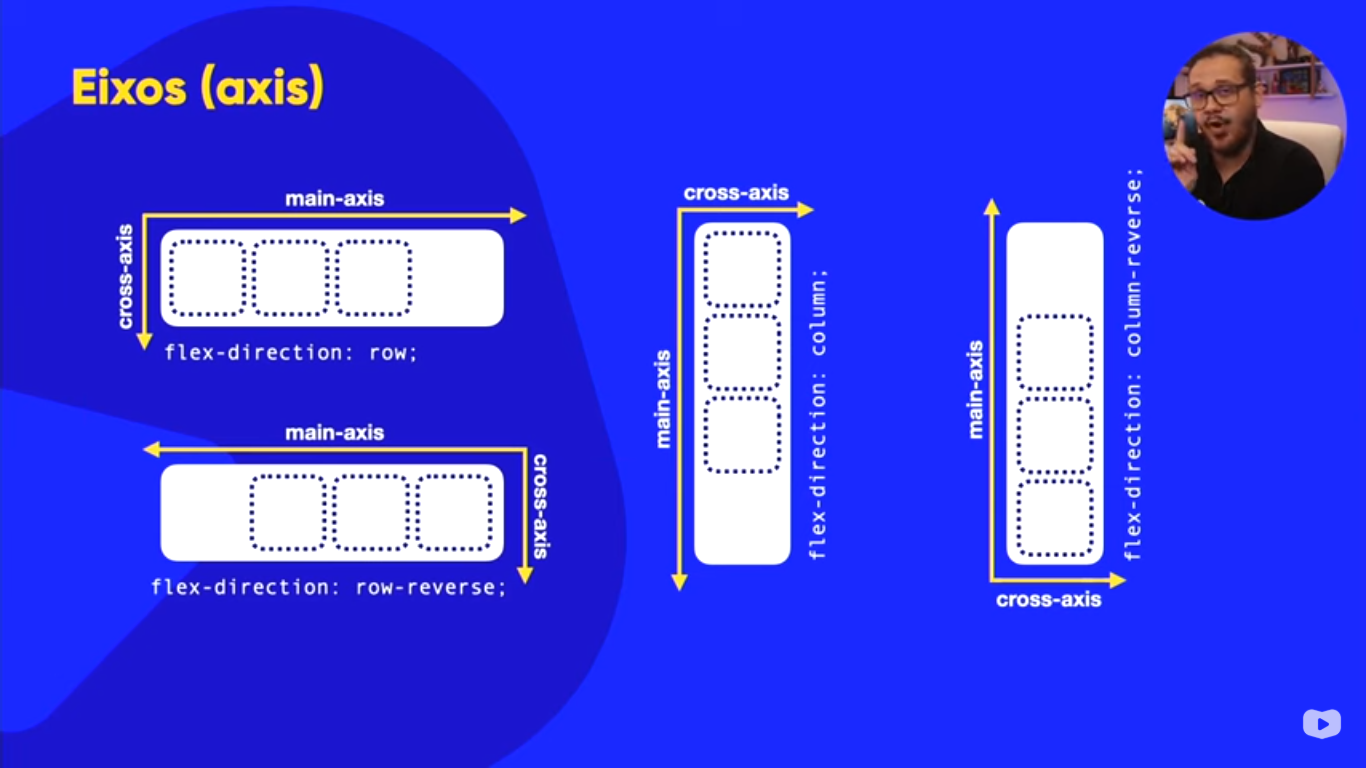 Eixos (axis)
main-axis
cross-axis
flex-direction: row;
main-axis
cross-axis
flex-direction: row-reverse;
cross-axis
main-axis
flex-direction: column;
main-axis
cross-axis
flex-direction: column-reverse;